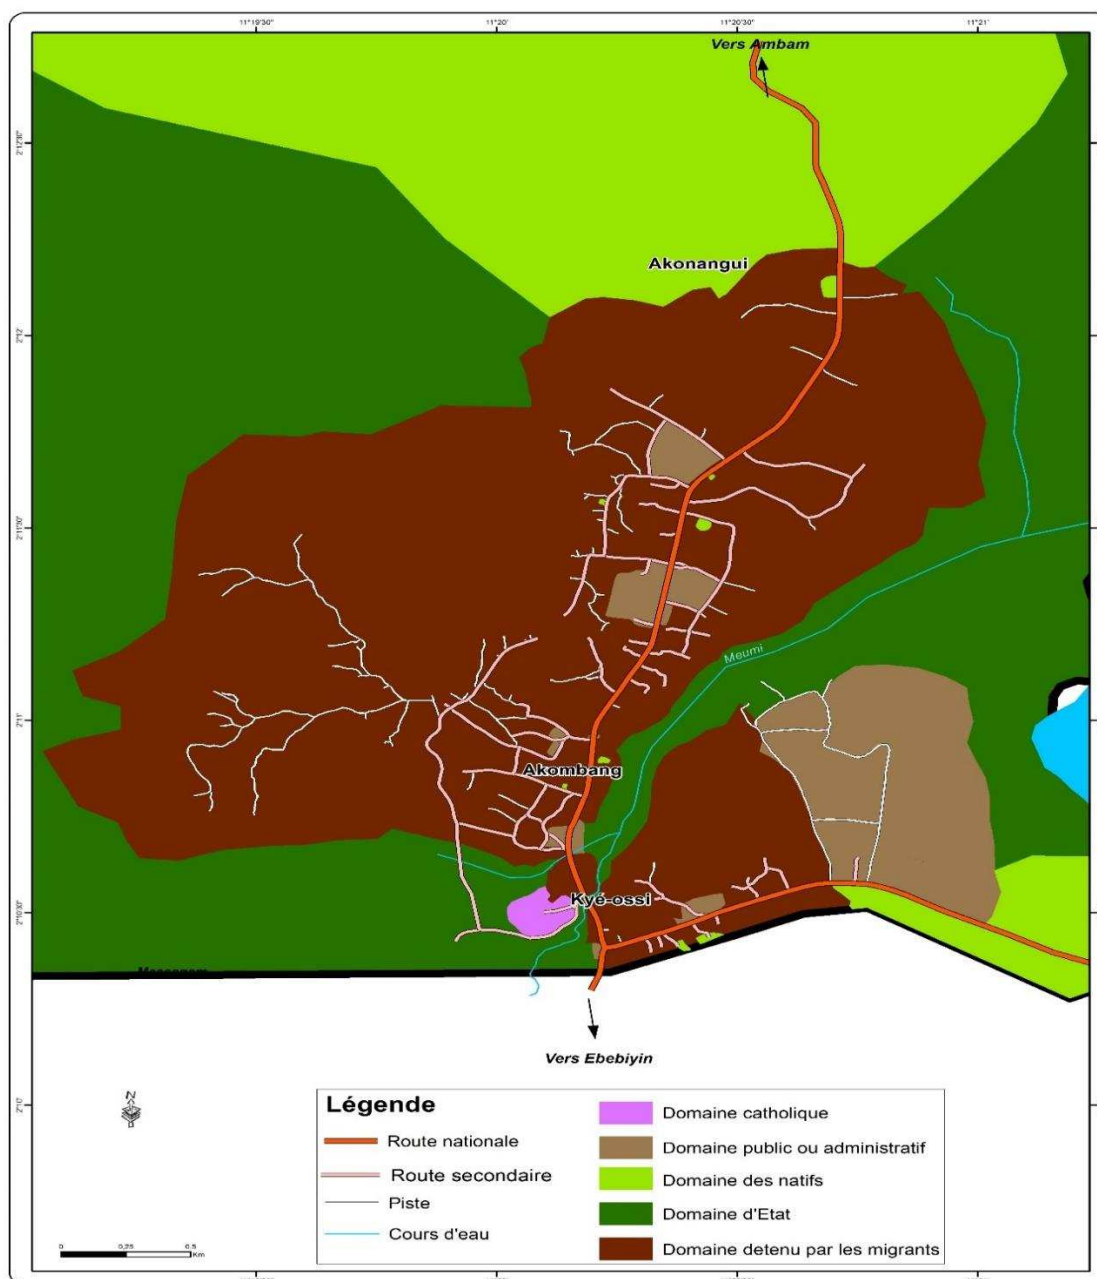 11°19'30"
11°20'
11°20'30"
11°21'
Vers Ambam
2°12'30"
Akonangui
2°12'
2°11'30"
Meumi
2°11'
Akombang
Kyé-ossi
2°10'30"
Vers Ebebiyin
2°10'
N
Légende
Route nationale
Route secondaire
Piste
Cours d'eau
Domaine catholique
Domaine public ou administratif
Domaine des natifs
Domaine d'Etat
Domaine detenu par les migrants
0 0,25 0,5
Km